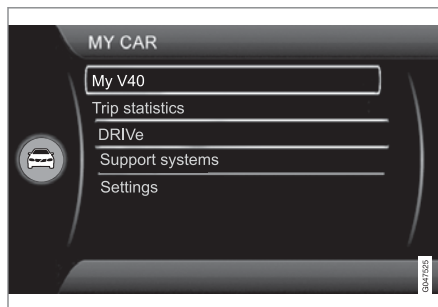 MY CAR
My V40
Trip statistics
DRIVe
Support systems
Settings
G047525